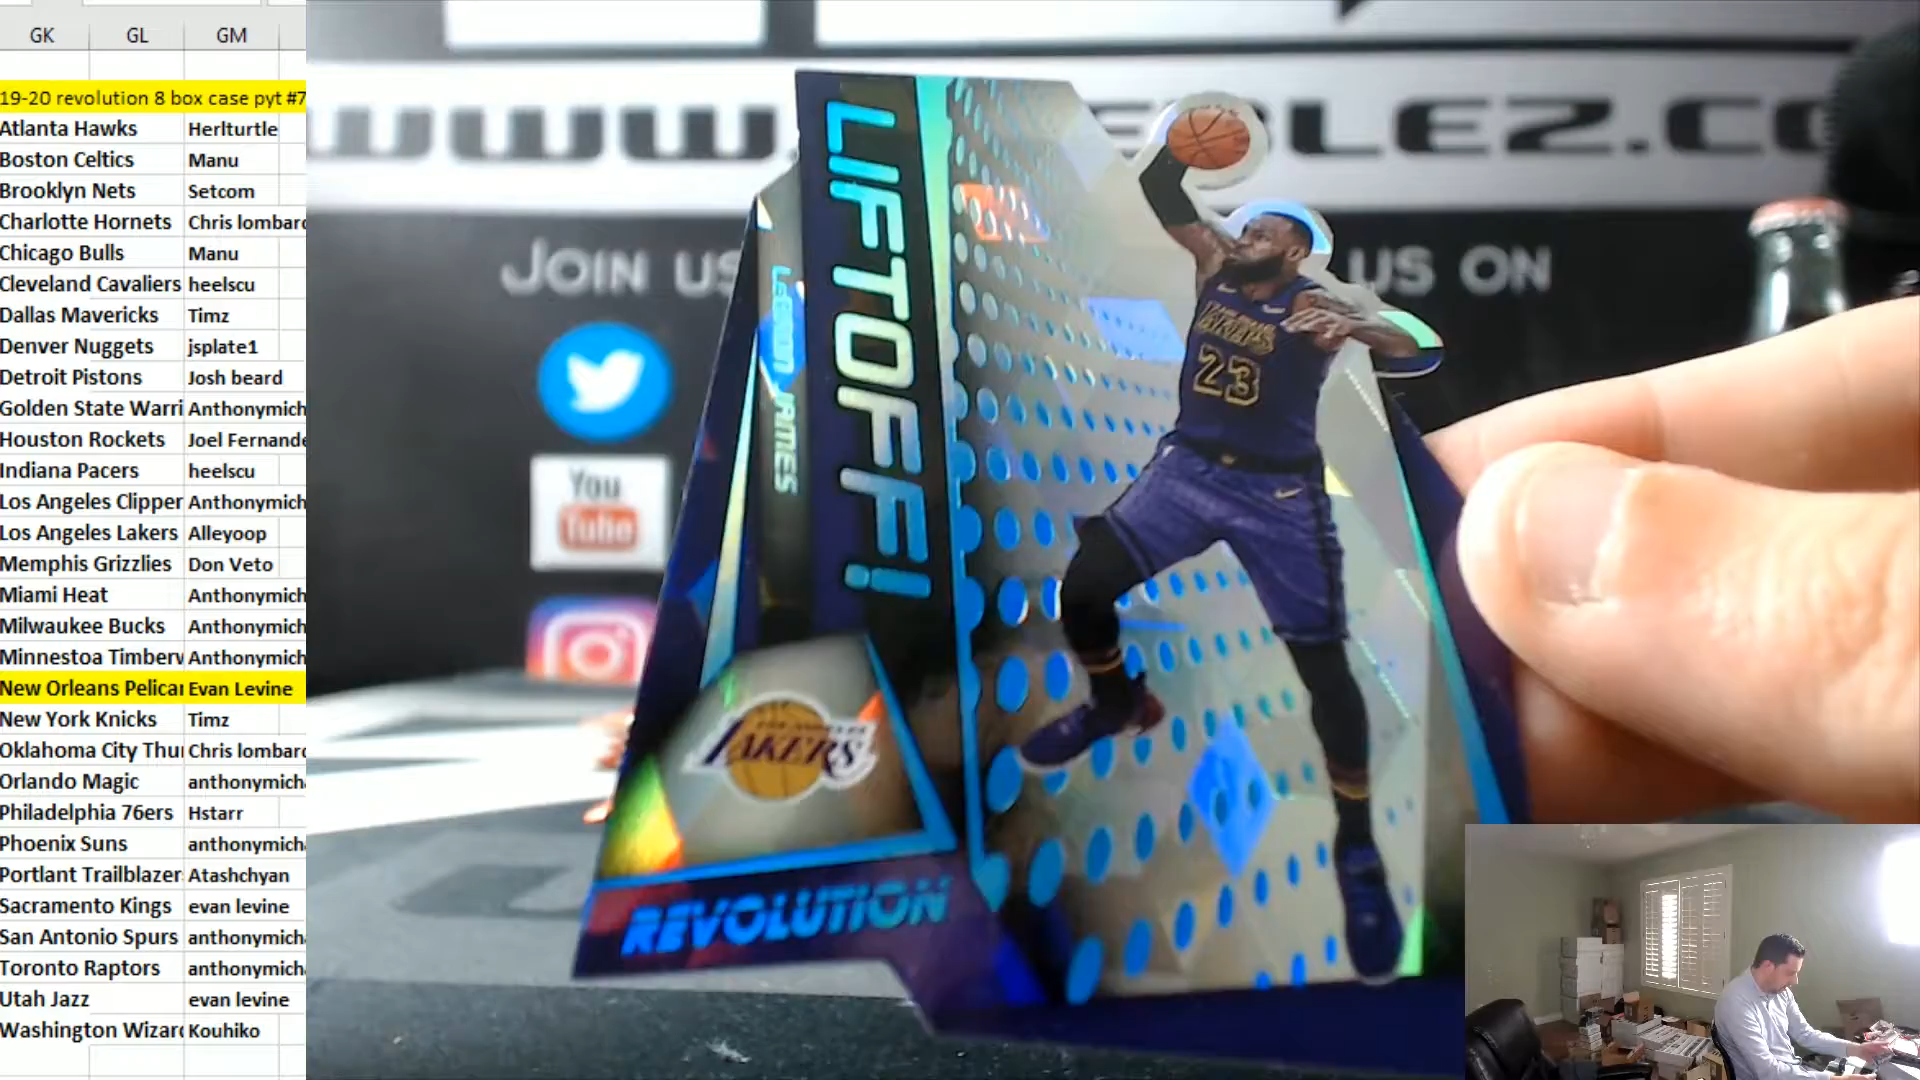 GK GL GM
19-20 revolution 8 box case pyt #7
Atlanta Hawks Herlturtle
Boston Celtics Manu
Brooklyn Nets Setcom
Charlotte Hornets Chris lombard
Chicago Bulls Manu
Cleveland Cavaliers heelscu
Dallas Mavericks Timz
Denver Nuggets jsplate1
Detroit Pistons Josh beard
Golden State Warri Anthonymich
Houston Rockets Joel Fernande
Indiana Pacers heelscu
Los Angeles Clipper Anthonymich
Los Angeles Lakers Alleyoop
Memphis Grizzlies Don Veto
Miami Heat Anthonymich
Milwaukee Bucks Anthonymich
Minnestoa Timberv Anthonymich
New Orleans Pelican Evan Levine
New York Knicks Timz
Oklahoma City Thu Chris lombard
Orlando Magic anthonymich
Philadelphia 76ers Hstarr
Phoenix Suns anthonymich
Portlant Trailblazer Atashchyan
Sacramento Kings evan levine
San Antonio Spurs anthonymich
Toronto Raptors anthonymich
Utah Jazz evan levine
Washington Wizard Kouhiko
JOIN US
US ON
You
Tube
LIFTOFF!
LEBRON JAMES
LAKERS
23
LAKERS
REVOLUTION